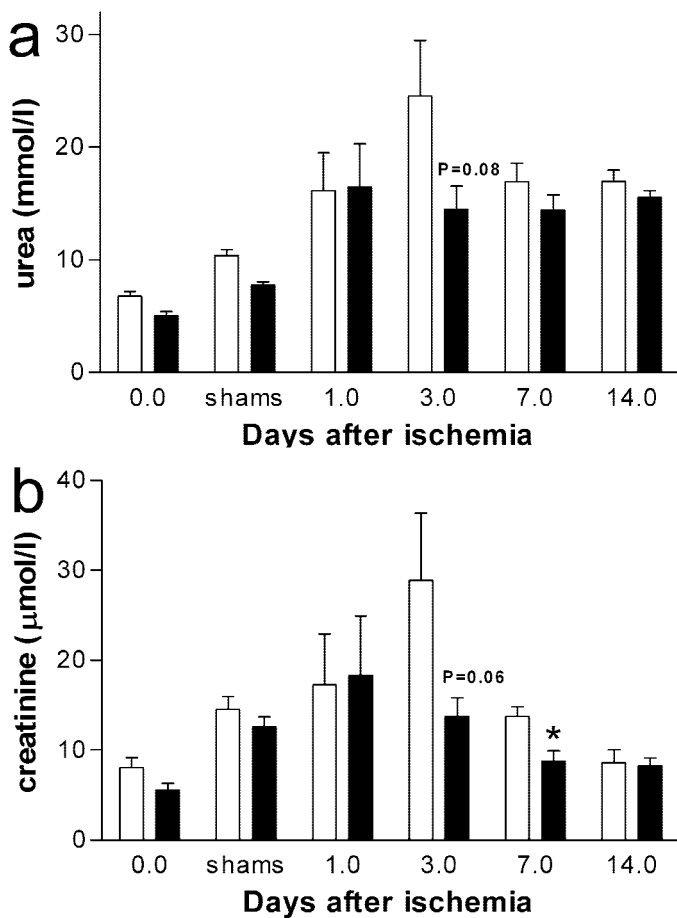 a
urea (mmol/l)
30
20
10
0
P=0.08
0.0 shams 1.0 3.0 7.0 14.0
Days after ischemia
b
creatinine (μmol/l)
40
30
20
10
0
P=0.06
*
0.0 shams 1.0 3.0 7.0 14.0
Days after ischemia